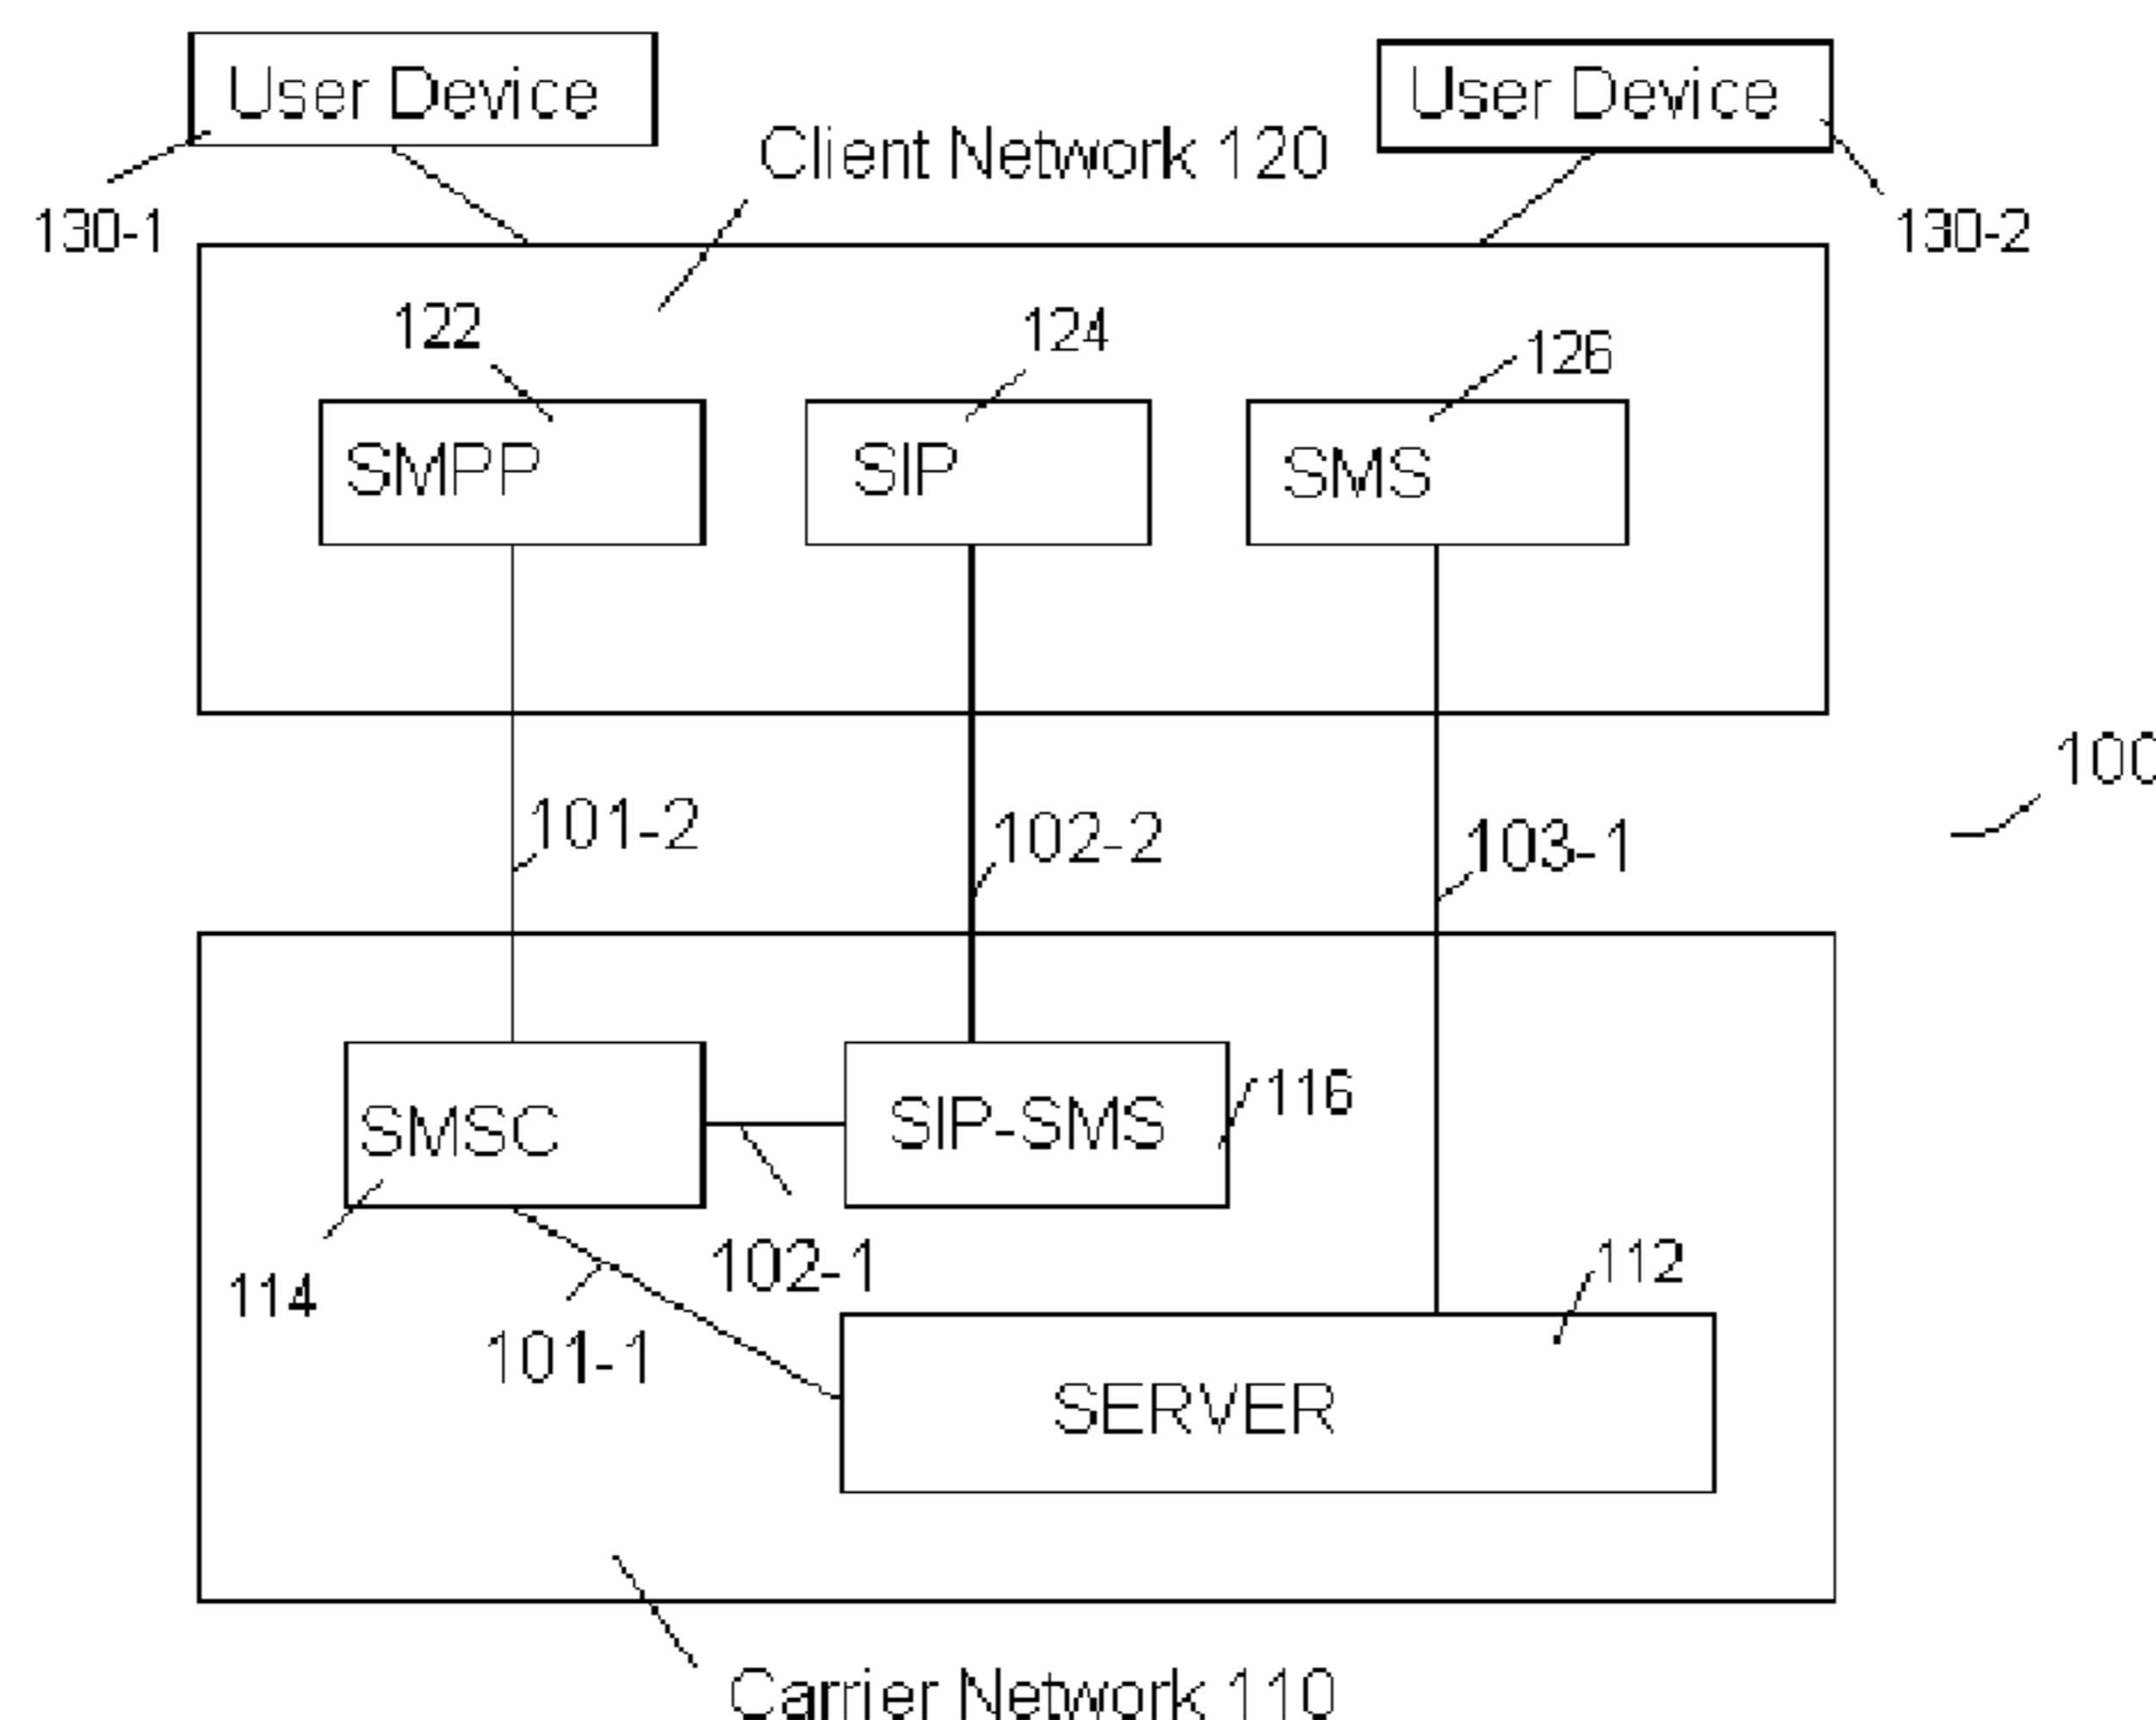 User Device
User Device
Client Network 120
130-1
130-2
122
124
126
SMPP
SIP
SMS
100
101-2
102-2
103-1
SMSC
SIP-SMS
116
114
102-1
112
101-1
SERVER
Carrier Network 110